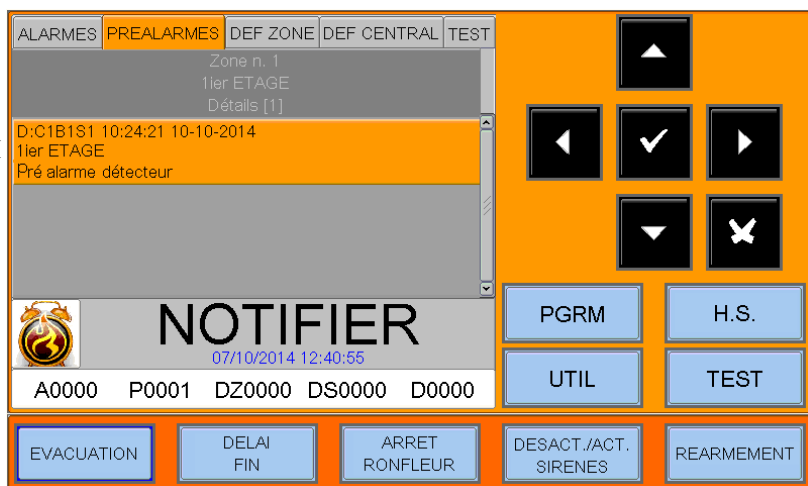 ALARMES PREALARMES DEF ZONE DEF CENTRAL TEST
Zone n. 1
1ier ETAGE
Détails [1]
D:C1B1S1 10:24:21 10-10-2014
1ier ETAGE
Pré alarme détecteur
NOTIFIER
07/10/2014 12:40:55
A0000 P0001 DZ0000 DS0000 D0000
PGRM H.S.
UTIL TEST
EVACUATION
DELAI
FIN
ARRET
RONFLEUR
DESACT./ACT.
SIRENES
REARMEMENT